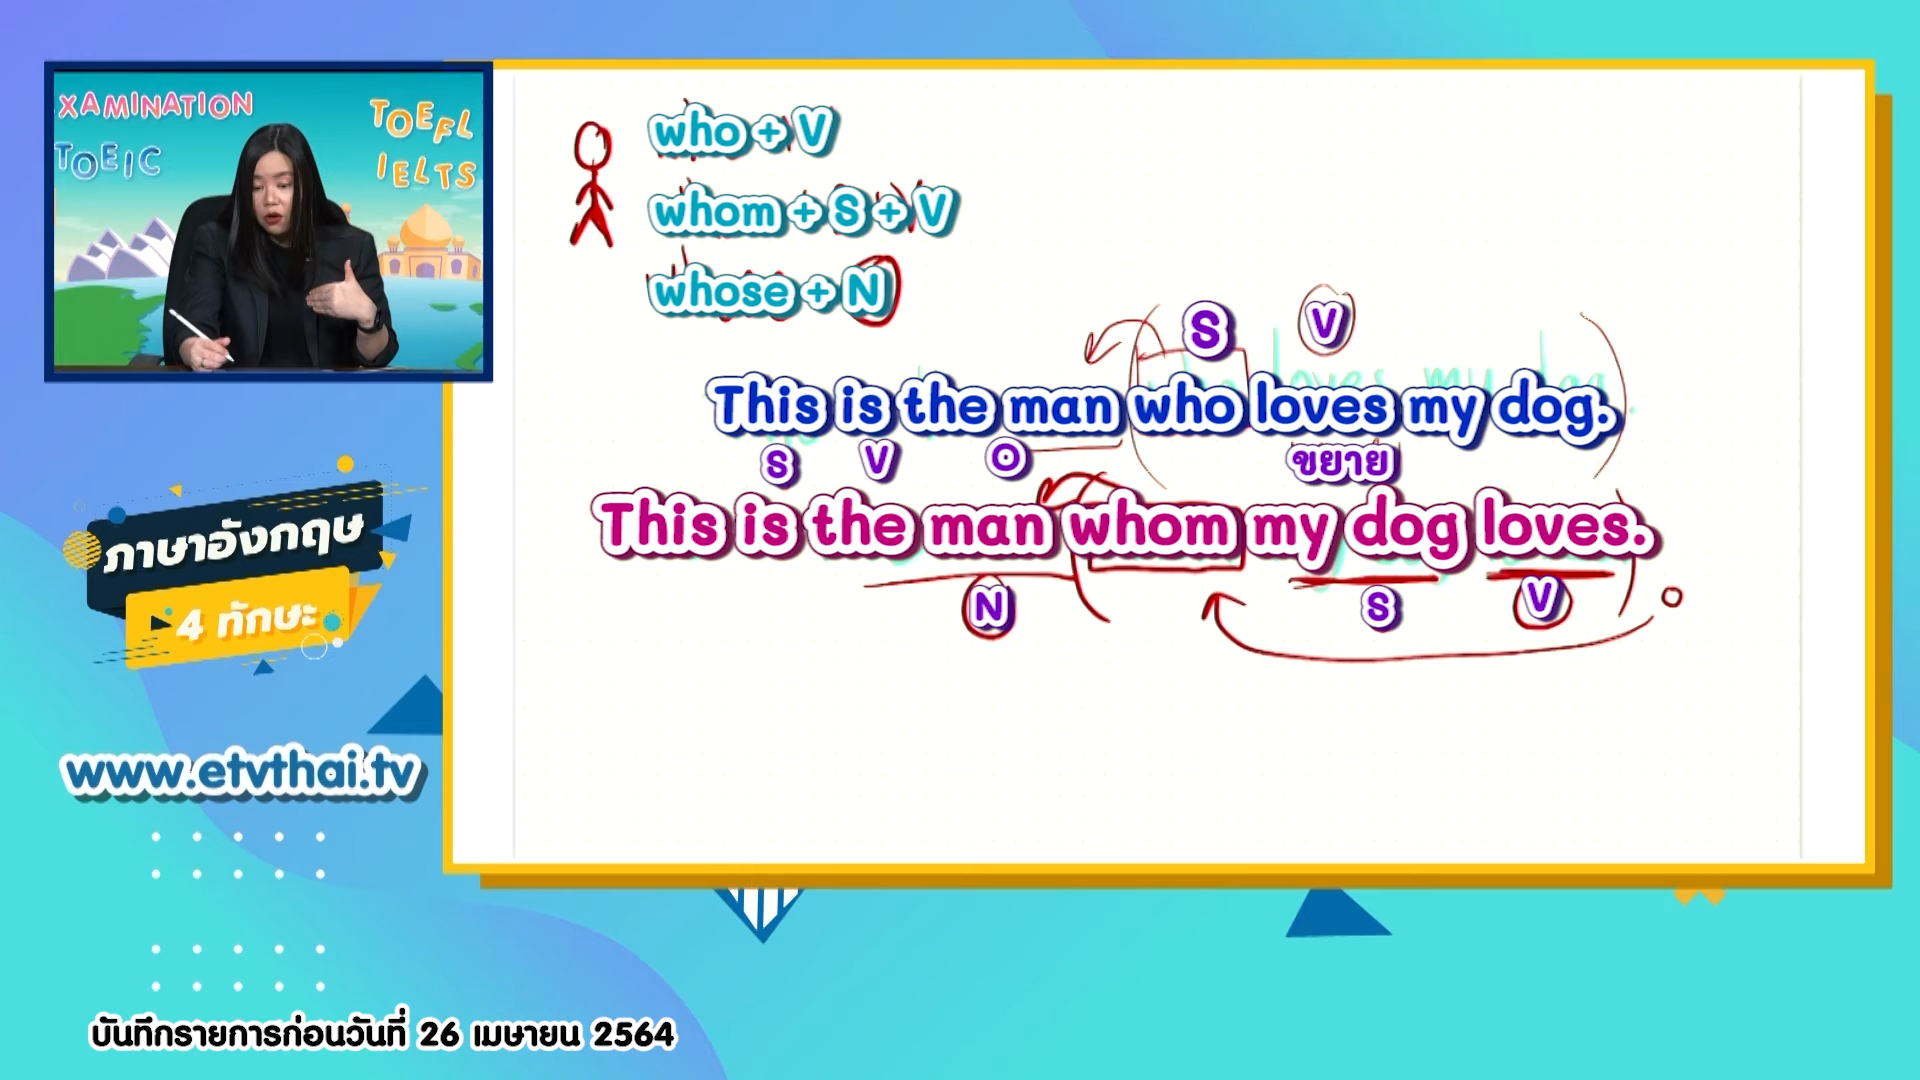 XAMINATION
TOEIC
TOEFL
IELTS
who + V
whom + S + V
whose + N
S V
This is the man who loves my dog.
S V O ขยาย
This is the man whom my dog loves.
N S V
ภาษาอังกฤษ
4 ทักษะ
www.etvthai.tv
บันทึกรายการก่อนวันที่ 26 เมษายน 2564